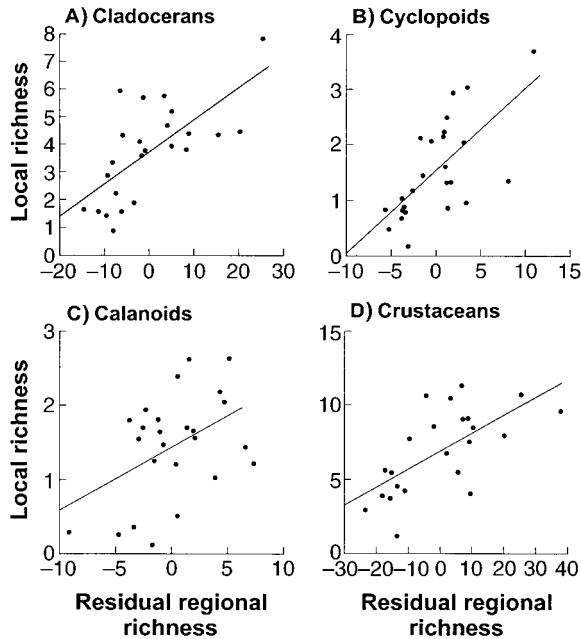 A) Cladocerans
B) Cyclopoids
Local richness
8
7
6
5
4
3
2
1
0
−20 −10 0 10 20 30
4
3
2
1
0
−10 −5 0 5 10 15
C) Calanoids
D) Crustaceans
Local richness
3
2
1
0
−10 −5 0 5 10
15
10
5
0
−30 −20 −10 0 10 20 30 40
Residual regional
richness
Residual regional
richness